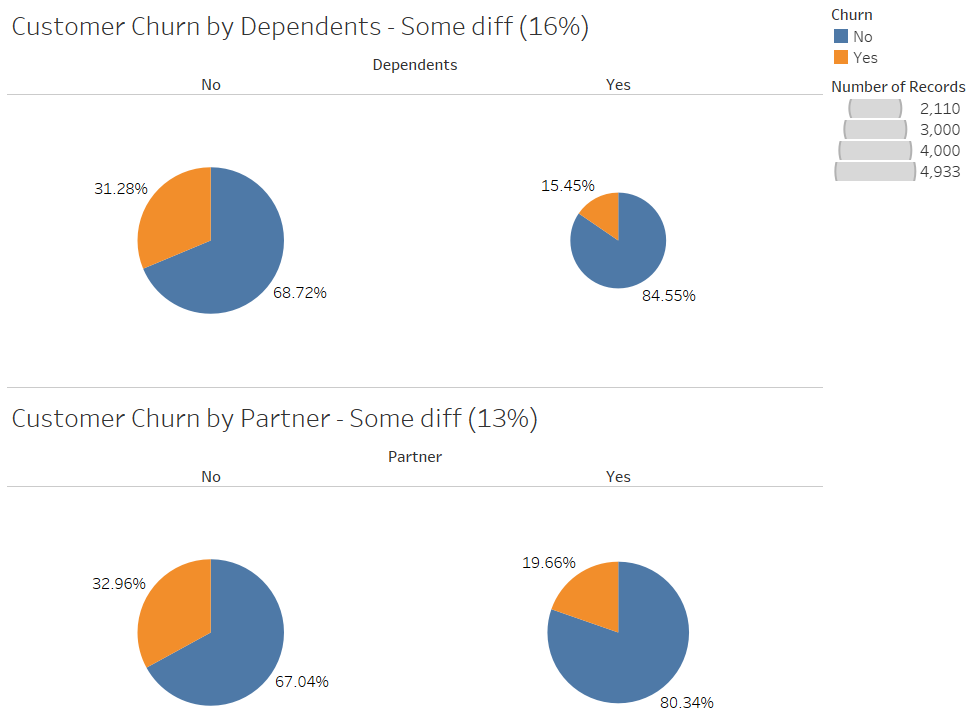 Customer Churn by Dependents - Some diff (16%)
Dependents
No
Yes
31.28%
68.72%
15.45%
84.55%
Churn
No
Yes
Number of Records
2,110
3,000
4,000
4,933
Customer Churn by Partner - Some diff (13%)
Partner
No
Yes
32.96%
67.04%
19.66%
80.34%